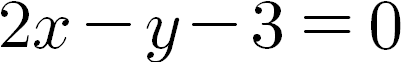 2x − y − 3 = 0